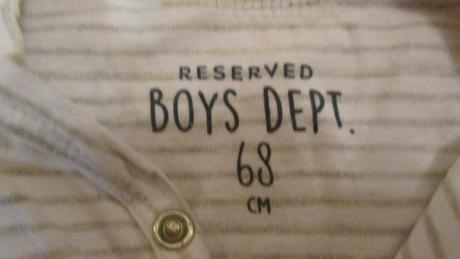 RESERVED
BOYS DEPT.
68
CM